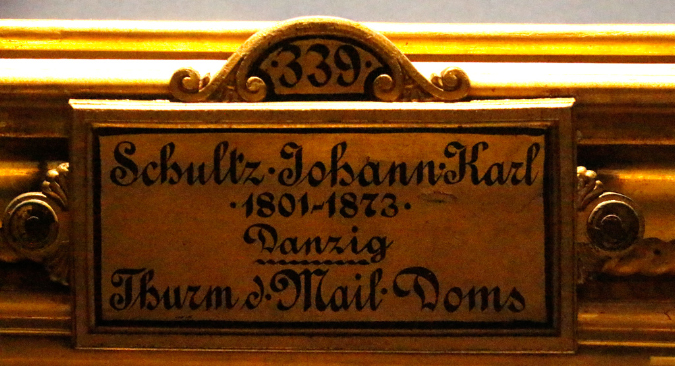 ·339·
Schultz·Johann·Karl
·1801-1873·
Danzig
Thurm d·Mail·Doms